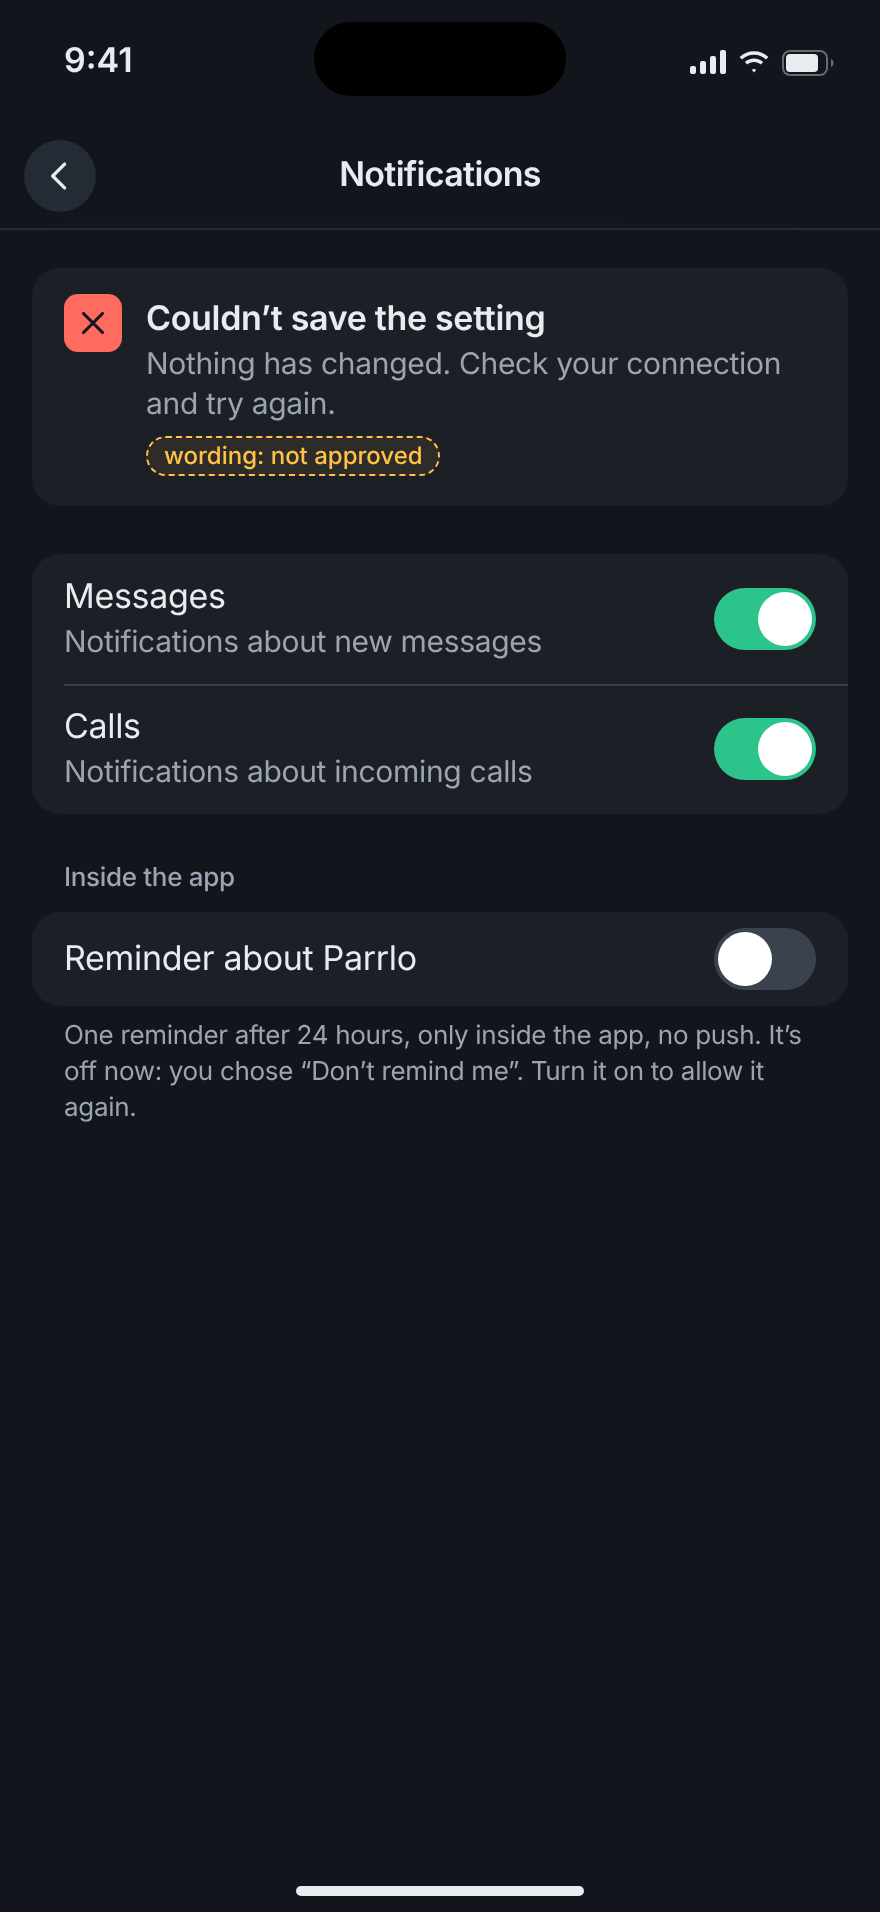 9:41
Notifications
Couldn’t save the setting
Nothing has changed. Check your connection
and try again.
wording: not approved
Messages
Notifications about new messages
Calls
Notifications about incoming calls
Inside the app
Reminder about Parrlo
One reminder after 24 hours, only inside the app, no push. It’s
off now: you chose “Don’t remind me”. Turn it on to allow it
again.